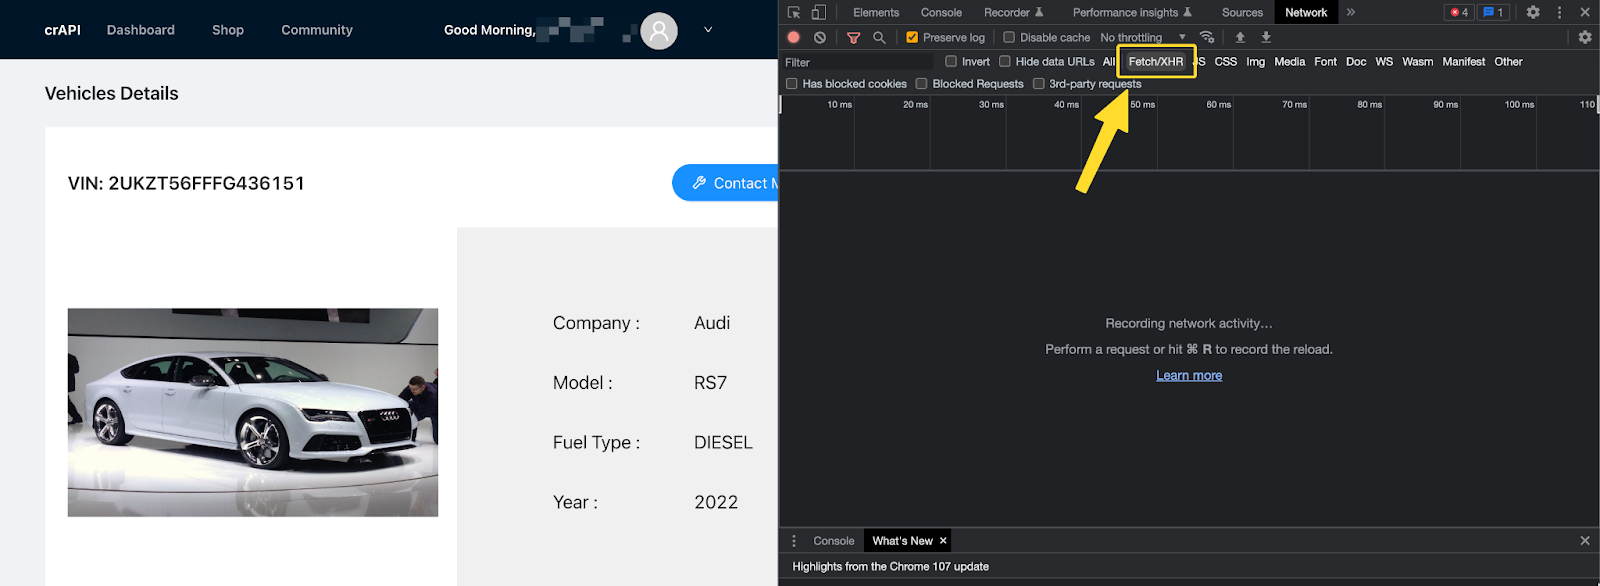 crAPI Dashboard Shop Community Good Morning,
Vehicles Details
VIN: 2UKZT56FFFG436151
Contact M
Company : Audi
Model : RS7
Fuel Type : DIESEL
Year : 2022
Elements Console Recorder Performance insights Sources Network » 4 1
Preserve log Disable cache No throttling
Filter Invert Hide data URLs All Fetch/XHR JS CSS Img Media Font Doc WS Wasm Manifest Other
Has blocked cookies Blocked Requests 3rd-party requests
10 ms 20 ms 30 ms 40 ms 50 ms 60 ms 70 ms 80 ms 90 ms 100 ms 110
Recording network activity…
Perform a request or hit ⌘ R to record the reload.
Learn more
Console What's New ×
Highlights from the Chrome 107 update